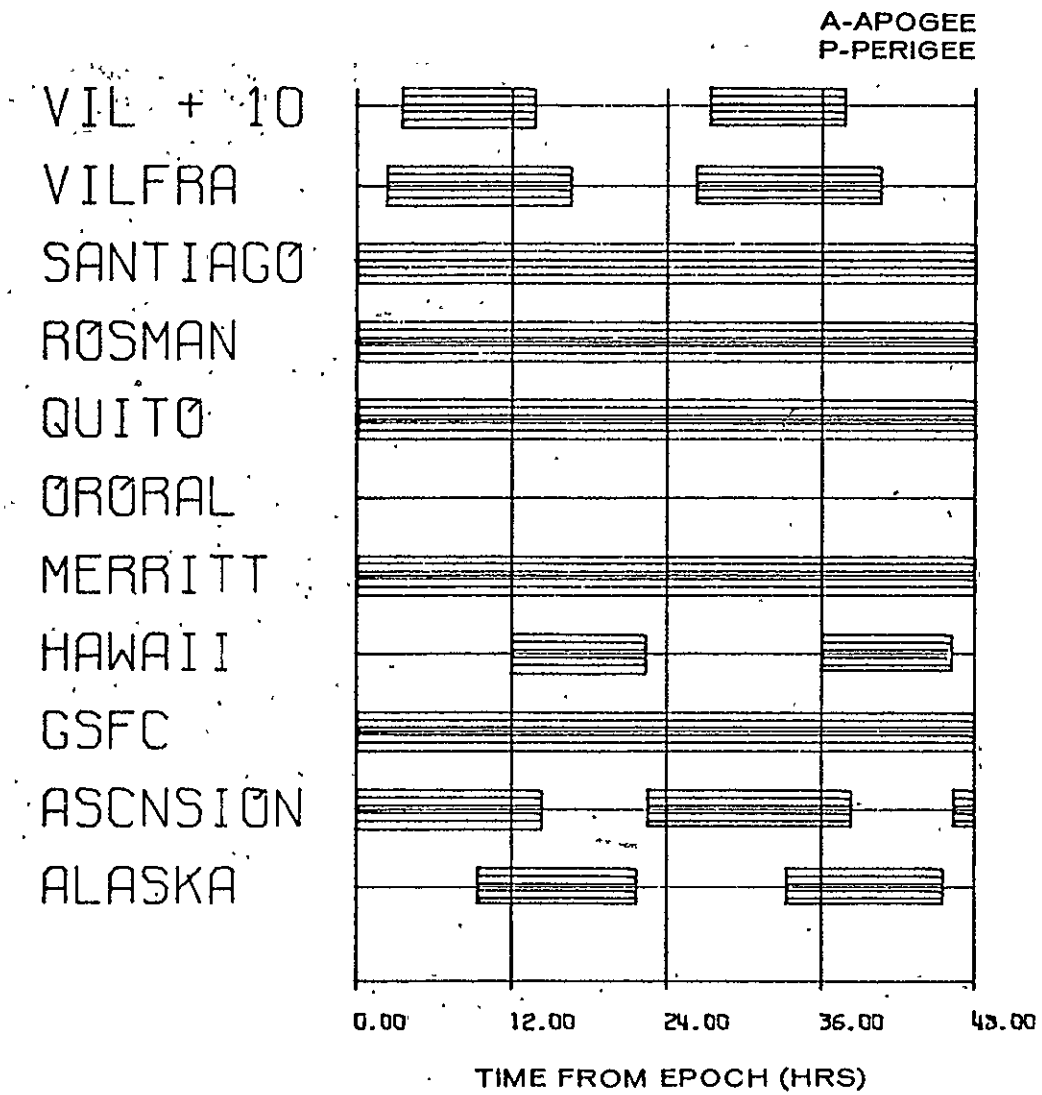 A-APOGEE
P-PERIGEE
VIL + 10
VILFRA
SANTIAGO
ROSMAN
QUITO
ORORAL
MERRITT
HAWAII
GSFC
ASCNSION
ALASKA
0.00 12.00 24.00 36.00 48.00
TIME FROM EPOCH (HRS)